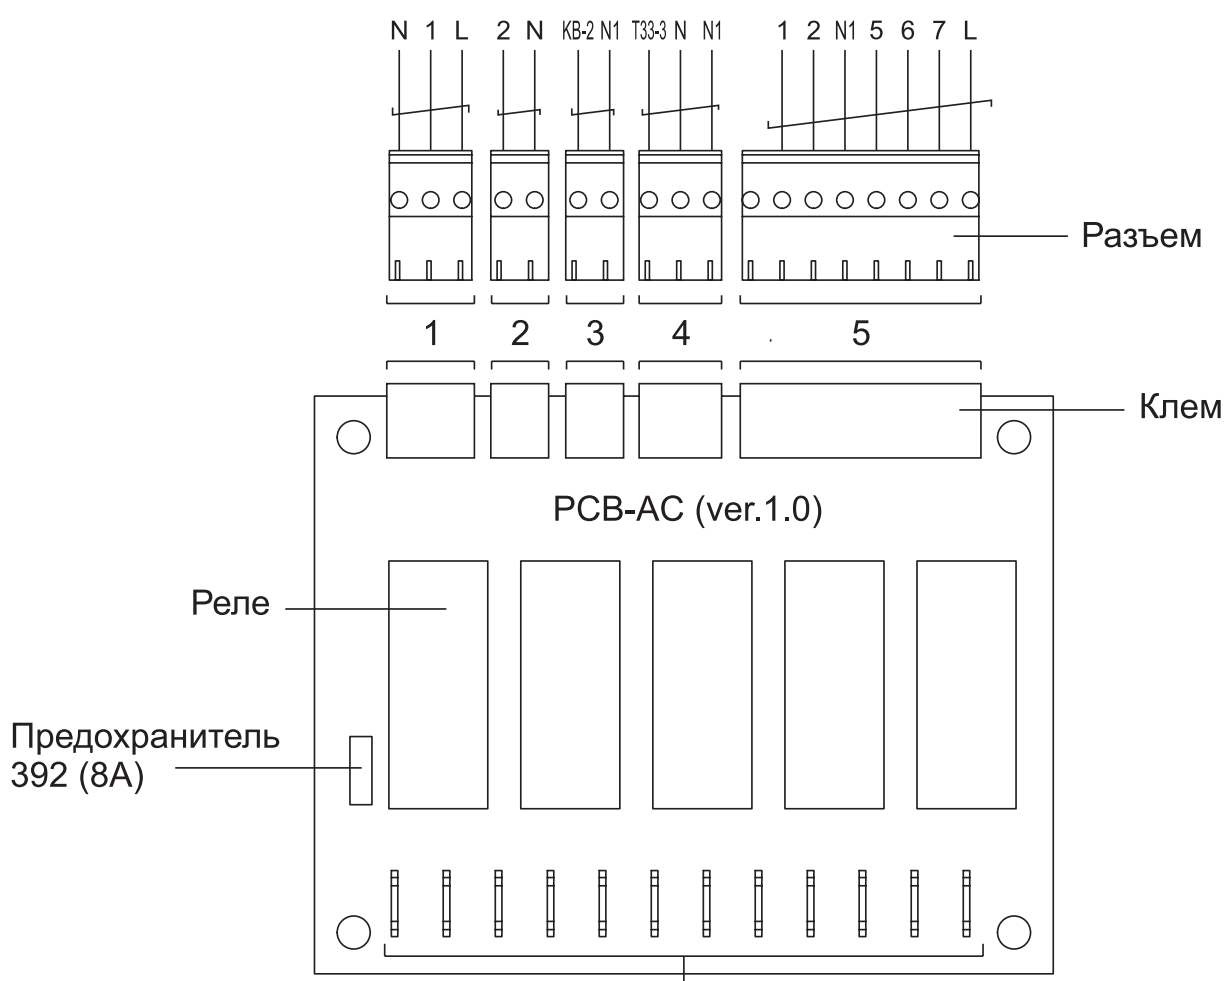 N 1 L 2 N KB-2 N1 T33-3 N N1 1 2 N1 5 6 7 L
Разъем
1 2 3 4 5
Клем
PCB-AC (ver.1.0)
Реле
Предохранитель
392 (8А)